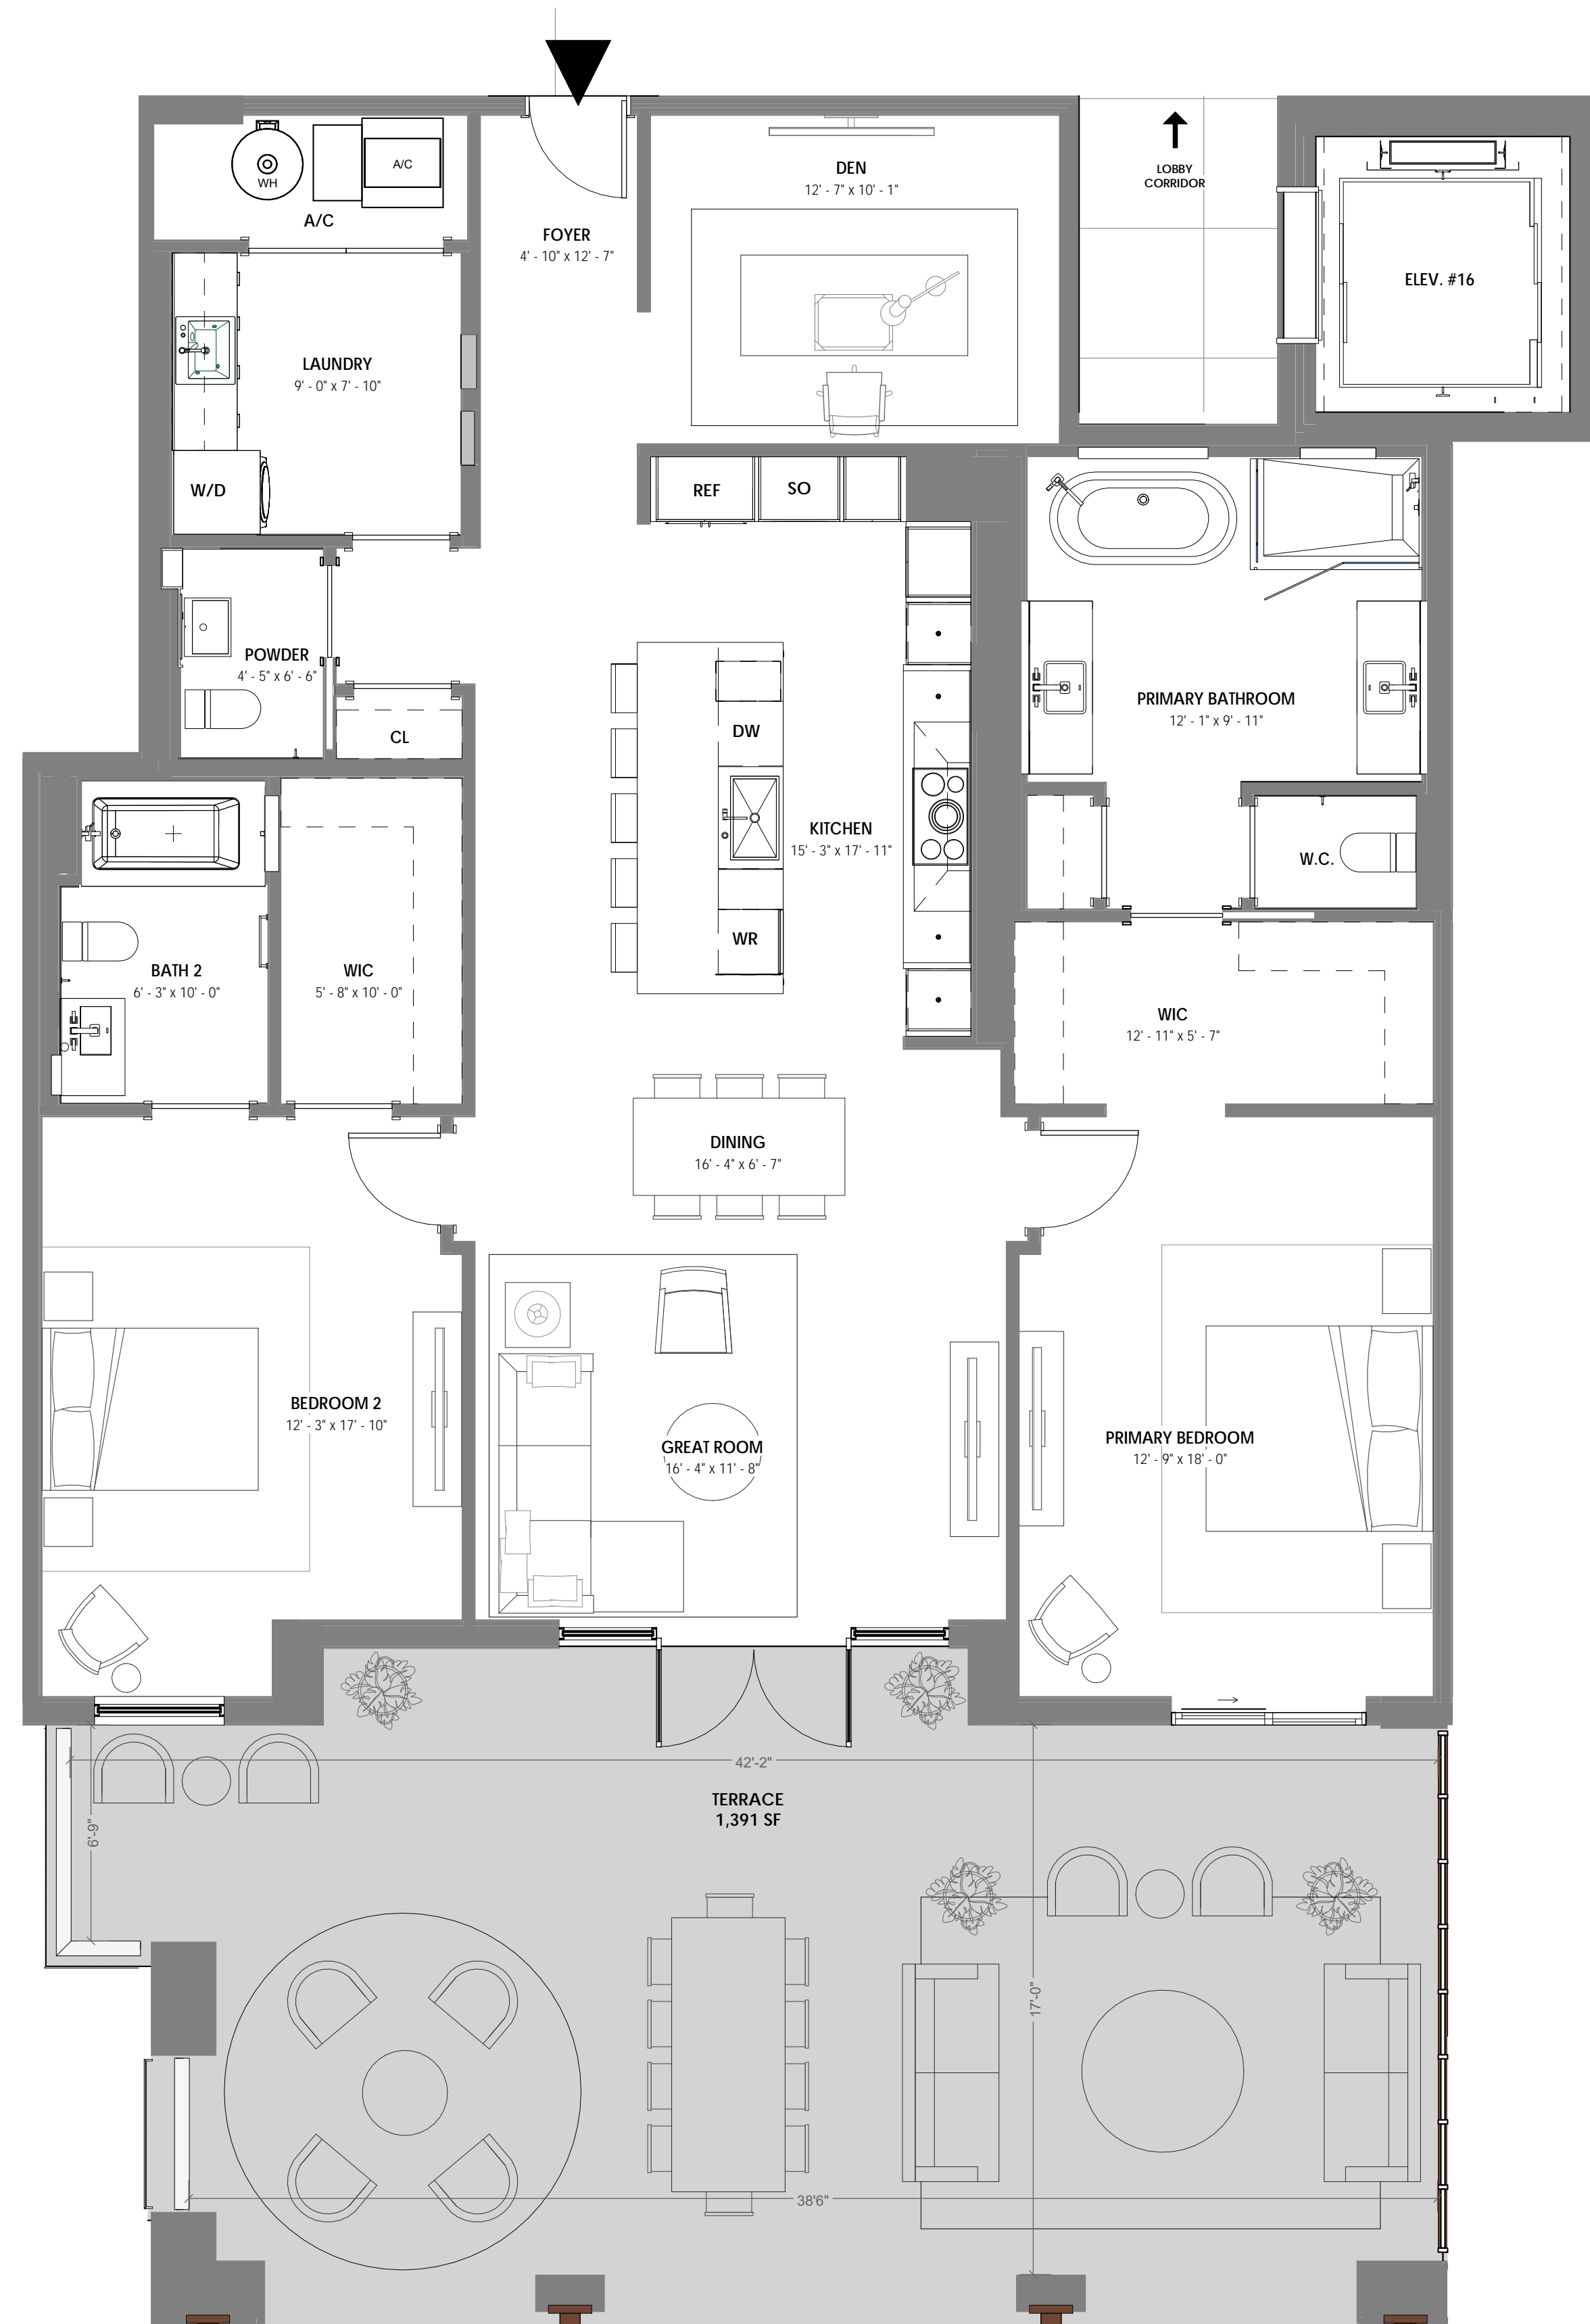 WH
A/C
A/C
FOYER
4' - 10" x 12' - 7"
DEN
12' - 7" x 10' - 1"
LOBBY
CORRIDOR
ELEV. #16
LAUNDRY
9' - 0" x 7' - 10"
W/D
REF
SO
POWDER
4' - 5" x 6' - 6"
CL
DW
KITCHEN
15' - 3" x 17' - 11"
WR
PRIMARY BATHROOM
12' - 1" x 9' - 11"
W.C.
BATH 2
6' - 3" x 10' - 0"
WIC
5' - 8" x 10' - 0"
WIC
12' - 11" x 5' - 7"
DINING
16' - 4" x 6' - 7"
BEDROOM 2
12' - 3" x 17' - 10"
GREAT ROOM
16' - 4" x 11' - 8"
PRIMARY BEDROOM
12' - 9" x 18' - 0"
42'-2"
TERRACE
1,391 SF
6'-9"
17'-0"
38'6"